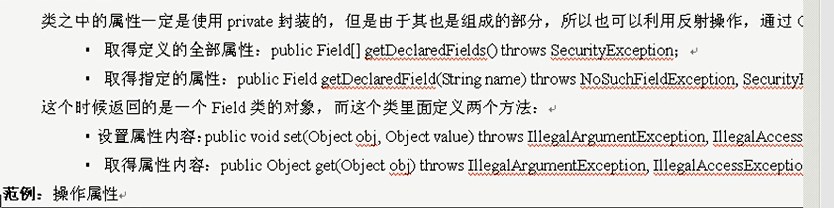 类之中的属性一定是使用 private 封装的，但是由于其也是组成的部分，所以也可以利用反射操作，通过
▪ 取得定义的全部属性：public Field[] getDeclaredFields() throws SecurityException；
▪ 取得指定的属性：public Field getDeclaredField(String name) throws NoSuchFieldException,
这个时候返回的是一个 Field 类的对象，而这个类里面定义两个方法：
▪ 设置属性内容：public void set(Object obj, Object value) throws IllegalArgumentException,
▪ 取得属性内容：public Object get(Object obj) throws IllegalArgumentException,
范例：操作属性